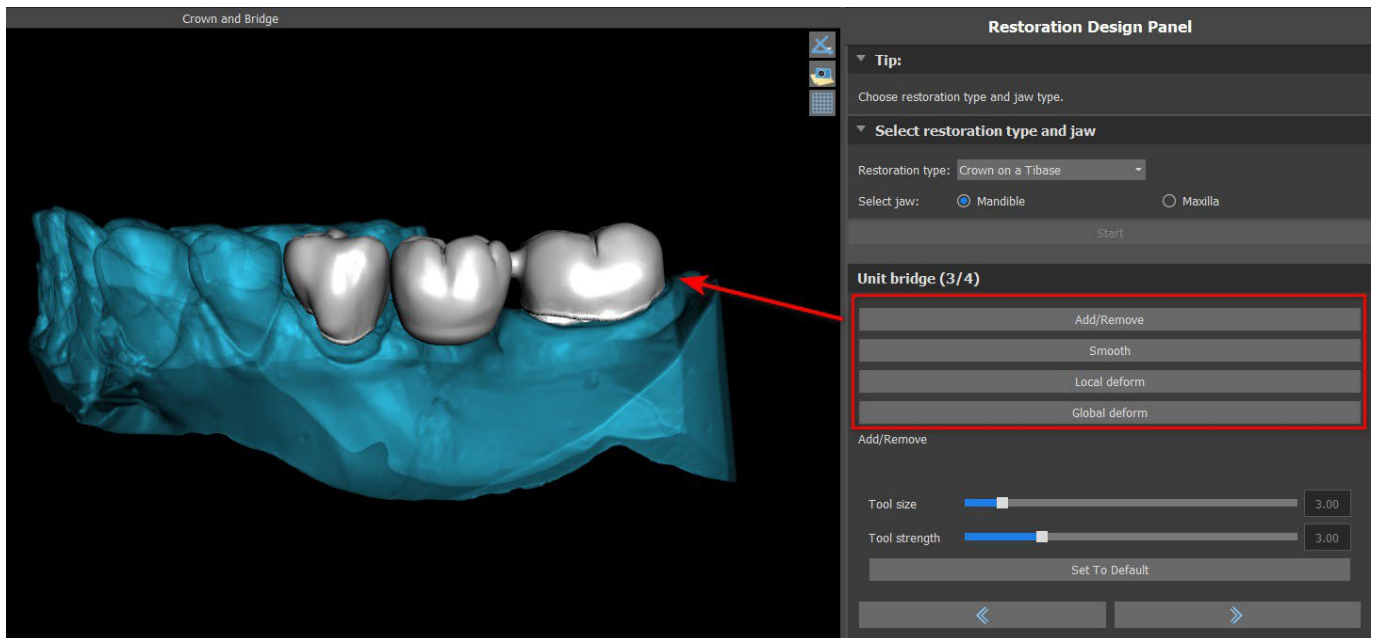 Crown and Bridge
Restoration Design Panel
Tip:
Choose restoration type and jaw type.
Select restoration type and jaw
Restoration type: Crown on a Tibase
Select jaw: Mandible Maxilla
Start
Unit bridge (3/4)
Add/Remove
Smooth
Local deform
Global deform
Add/Remove
Tool size 3.00
Tool strength 3.00
Set To Default